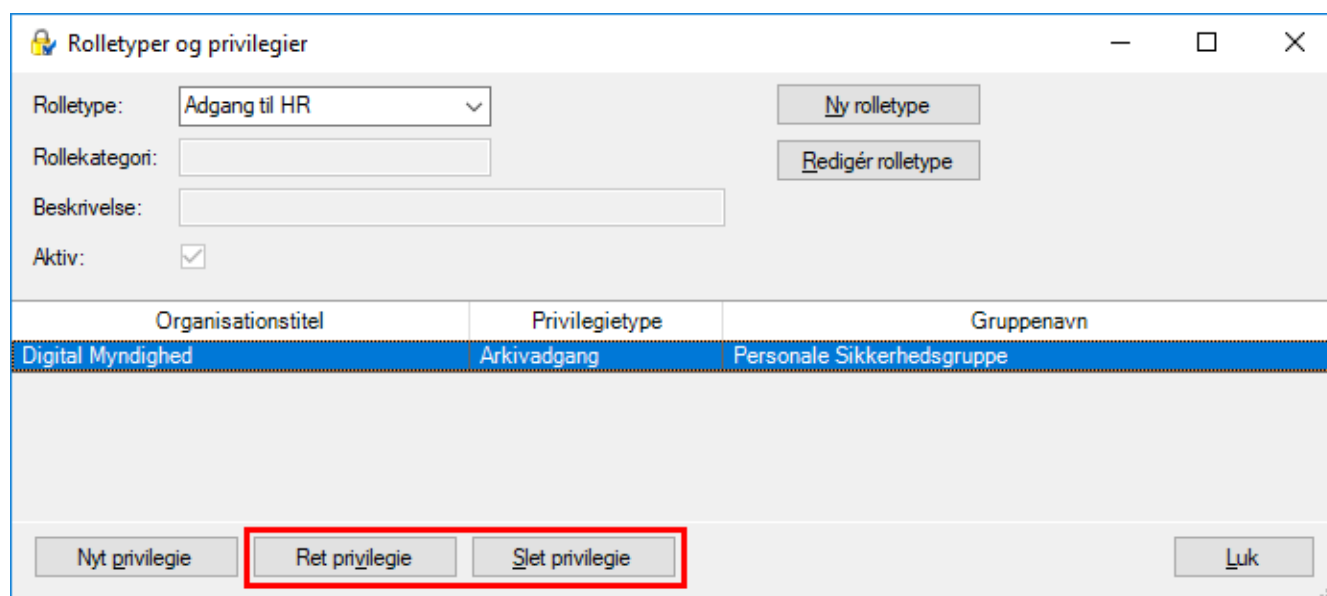 Rolletyper og privilegier
Rolletype: Adgang til HR Ny rolletype
Rollekategori: Redigér rolletype
Beskrivelse:
Aktiv:
Organisationstitel Privilegietype Gruppenavn
Digital Myndighed Arkivadgang Personale Sikkerhedsgruppe
Nyt privilegie Ret privilegie Slet privilegie Luk